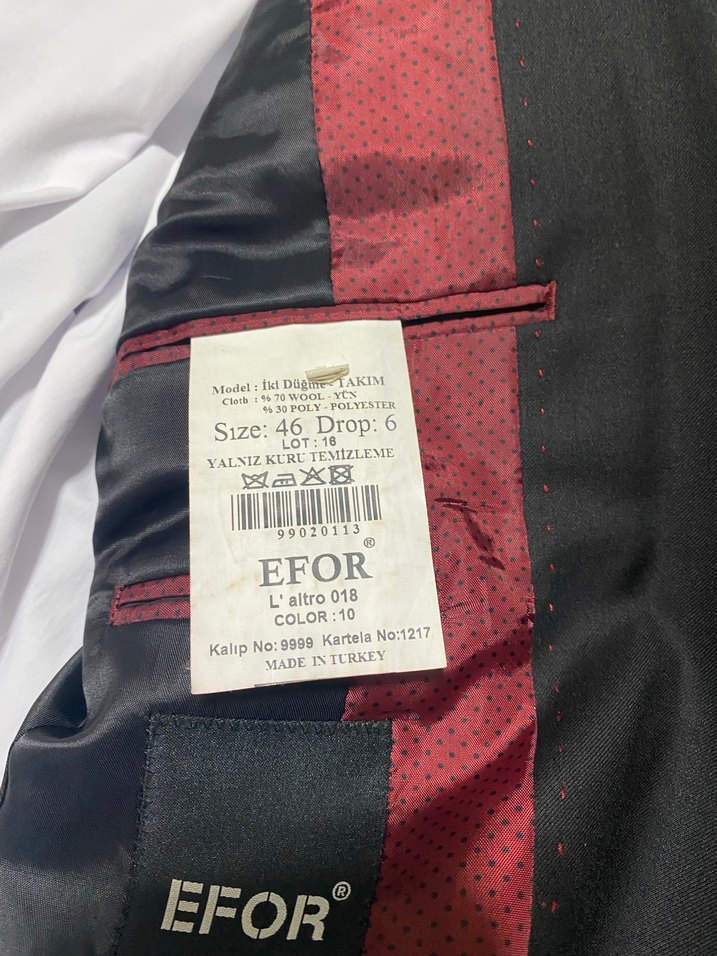 Model : İki Düğme - TAKIM
Cloth : % 70 WOOL - YÜN
% 30 POLY - POLYESTER
Sıze: 46 Drop: 6
LOT : 16
YALNIZ KURU TEMİZLEME
99020113
EFOR®
L' altro 018
COLOR : 10
Kalıp No: 9999 Kartela No:1217
MADE IN TURKEY
EFOR®